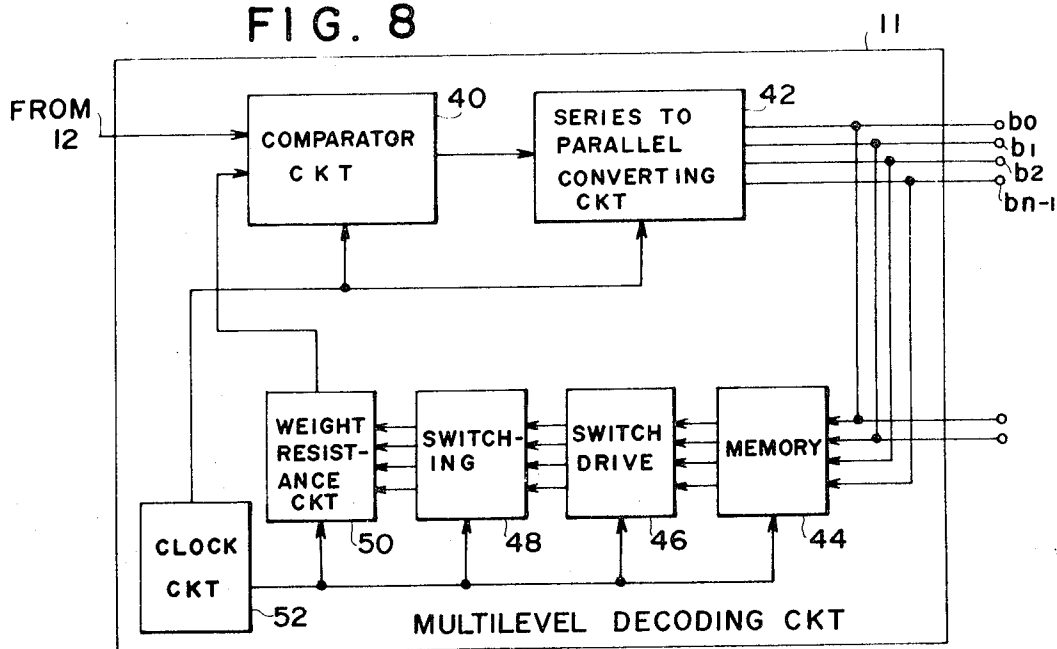 FIG. 8
11
FROM
12
40
COMPARATOR
CKT
42
SERIES TO
PARALLEL
CONVERTING
CKT
b0
b1
b2
bn-1
WEIGHT
RESIST-
ANCE CKT
50
SWITCH-
ING
48
SWITCH
DRIVE
46
MEMORY
44
CLOCK
CKT
52
MULTILEVEL DECODING CKT